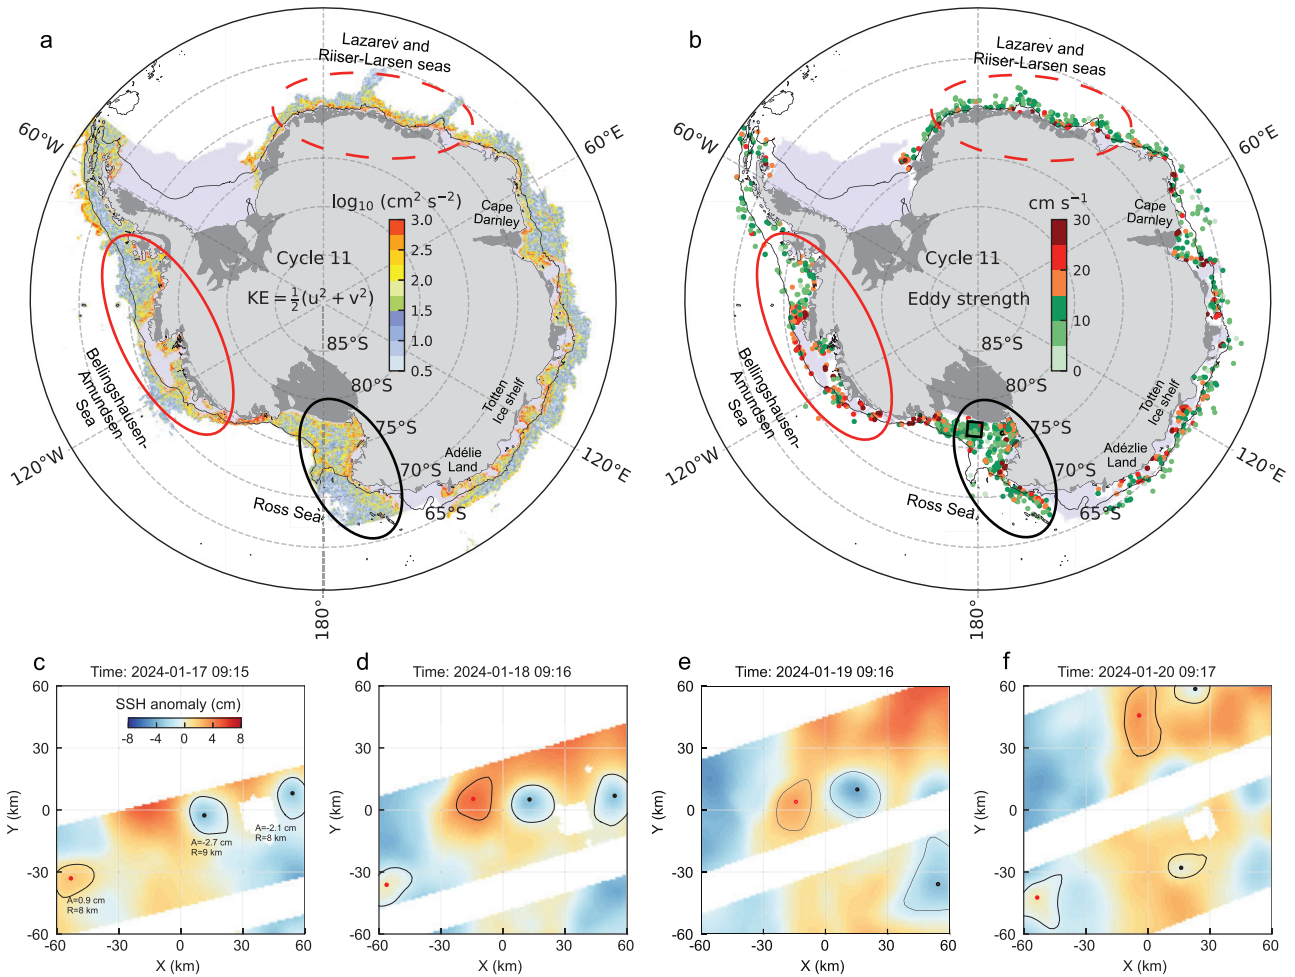 a
Lazarev and
Riiser-Larsen seas
60°W
60°E
log₁₀ (cm² s⁻²)
3.0
2.5
2.0
1.5
1.0
0.5
Cape
Darnley
Cycle 11
KE = ½(u² + v²)
85°S
80°S
75°S
70°S
65°S
Bellingshausen-
Amundsen
Sea
Totten
Ice shelf
Adélie
Land
120°W
120°E
Ross Sea
180°
b
Lazarev and
Riiser-Larsen seas
60°W
60°E
cm s⁻¹
30
20
10
0
Cape
Darnley
Cycle 11
Eddy strength
85°S
80°S
75°S
70°S
65°S
Bellingshausen-
Amundsen
Sea
Totten
Ice shelf
Adézlie
Land
120°W
120°E
Ross Sea
180°
c
Time: 2024-01-17 09:15
SSH anomaly (cm)
-8 -4 0 4 8
A=-2.7 cm
R=9 km
A=-2.1 cm
R=8 km
A=0.9 cm
R=8 km
60
30
0
-30
-60
Y (km)
-60 -30 0 30 60
X (km)
d
Time: 2024-01-18 09:16
60
30
0
-30
-60
Y (km)
-60 -30 0 30 60
X (km)
e
Time: 2024-01-19 09:16
60
30
0
-30
-60
Y (km)
-60 -30 0 30 60
X (km)
f
Time: 2024-01-20 09:17
60
30
0
-30
-60
Y (km)
-60 -30 0 30 60
X (km)